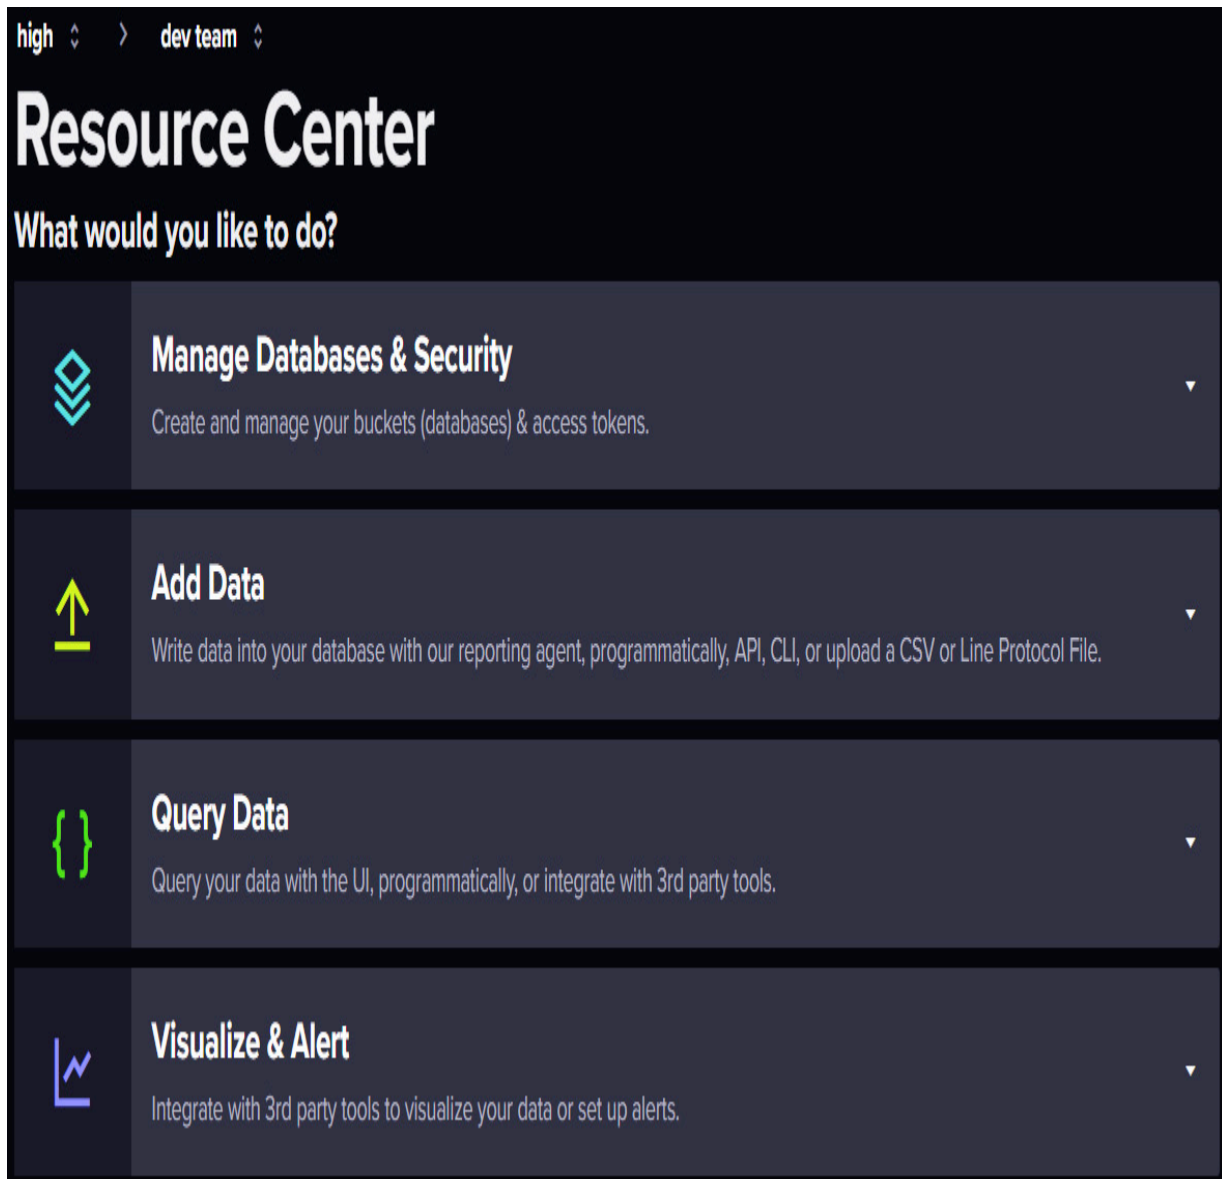 high > dev team
Resource Center
What would you like to do?
Manage Databases & Security
Create and manage your buckets (databases) & access tokens.
Add Data
Write data into your database with our reporting agent, programmatically, API, CLI, or upload a CSV or Line Protocol File.
Query Data
Query your data with the UI, programmatically, or integrate with 3rd party tools.
Visualize & Alert
Integrate with 3rd party tools to visualize your data or set up alerts.